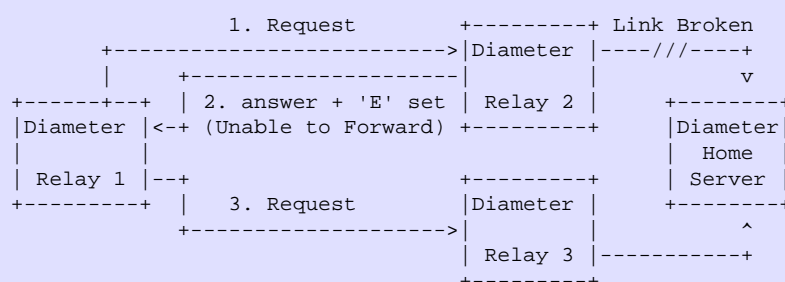 1. Request Link Broken
Diameter
2. answer + 'E' set Relay 2
Diameter (Unable to Forward) Diameter
Home
Relay 1 Server
3. Request Diameter
Relay 3